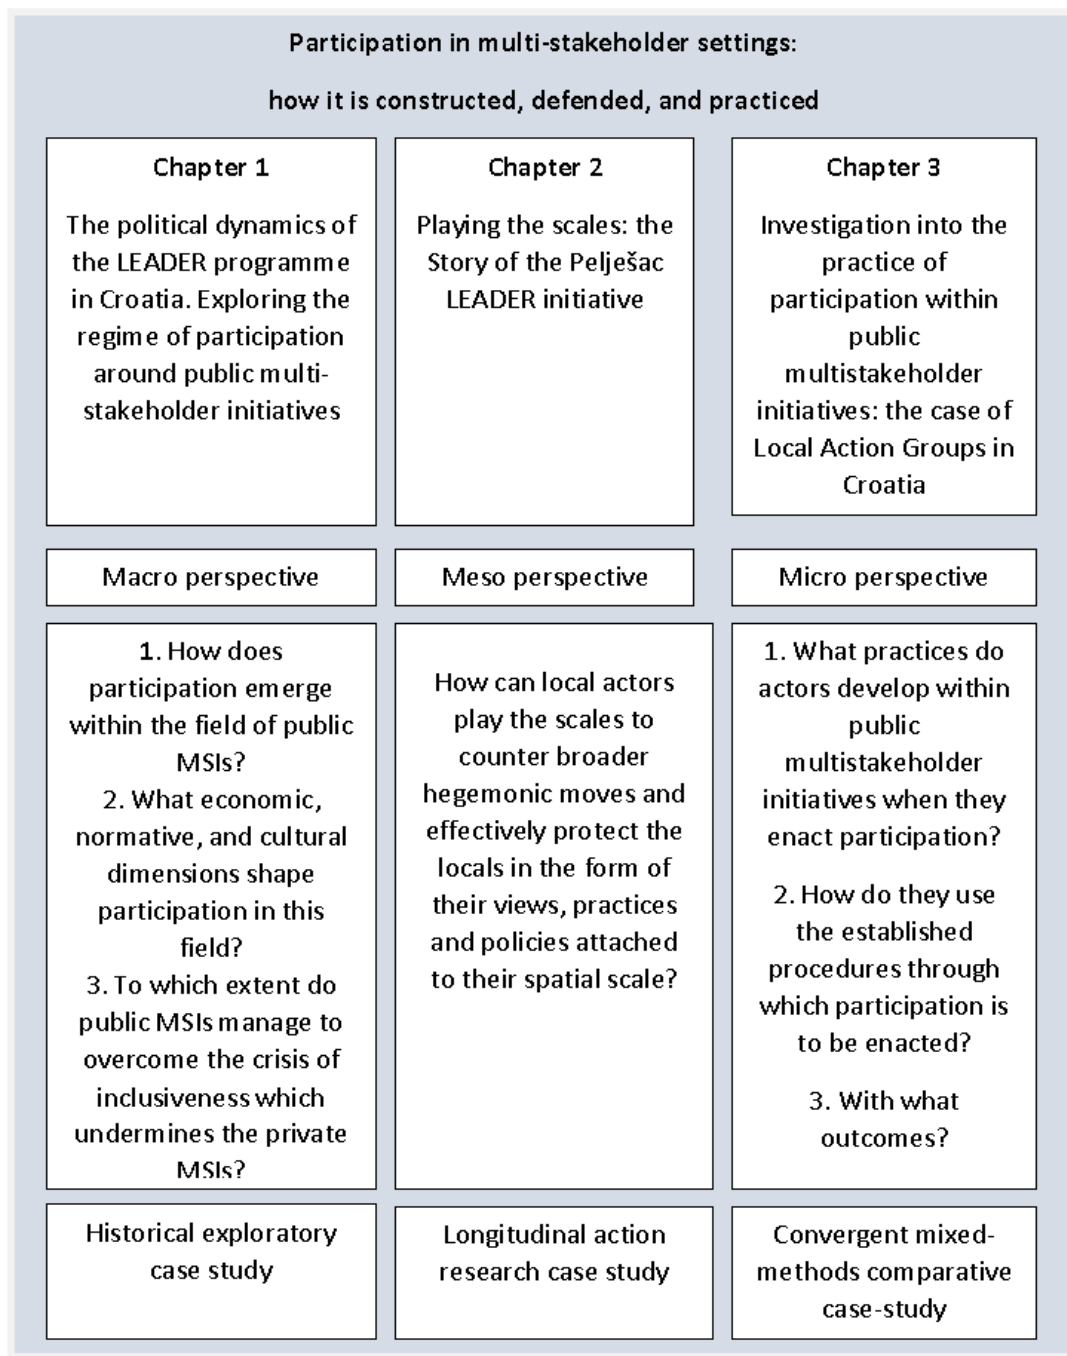 Participation in multi-stakeholder settings:
how it is constructed, defended, and practiced
Chapter 1
The political dynamics of
the LEADER programme
in Croatia. Exploring the
regime of participation
around public multi-
stakeholder initiatives
Chapter 2
Playing the scales: the
Story of the Pelješac
LEADER initiative
Chapter 3
Investigation into the
practice of
participation within
public
multistakeholder
initiatives: the case of
Local Action Groups in
Croatia
Macro perspective
Meso perspective
Micro perspective
1. How does
participation emerge
within the field of public
MSIs?
2. What economic,
normative, and cultural
dimensions shape
participation in this
field?
3. To which extent do
public MSIs manage to
overcome the crisis of
inclusiveness which
undermines the private
MSIs?
How can local actors
play the scales to
counter broader
hegemonic moves and
effectively protect the
locals in the form of
their views, practices
and policies attached
to their spatial scale?
1. What practices do
actors develop within
public
multistakeholder
initiatives when they
enact participation?
2. How do they use
the established
procedures through
which participation is
to be enacted?
3. With what
outcomes?
Historical exploratory
case study
Longitudinal action
research case study
Convergent mixed-
methods comparative
case-study